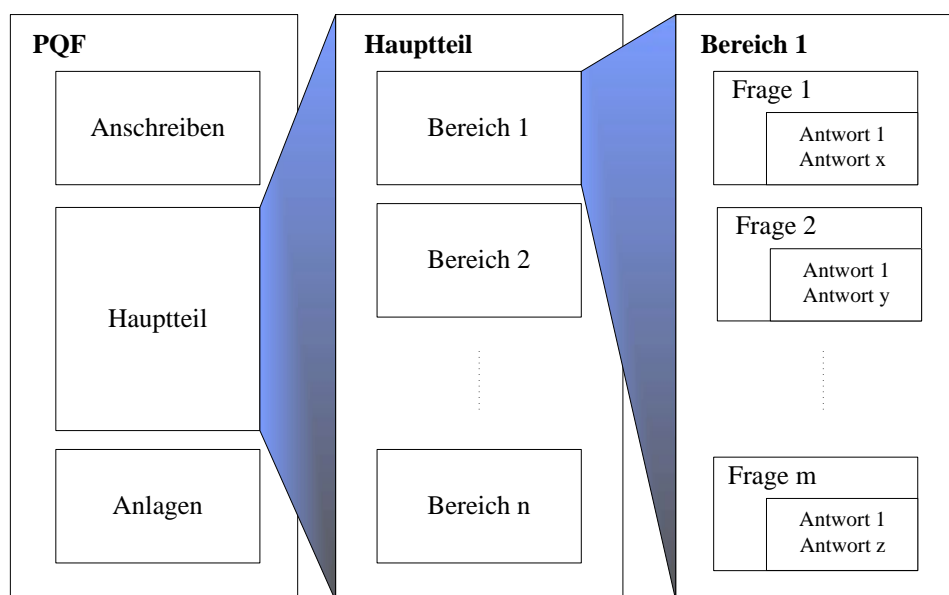 PQF
Anschreiben
Hauptteil
Anlagen
Hauptteil
Bereich 1
Bereich 2
Bereich n
Bereich 1
Frage 1
Antwort 1
Antwort x
Frage 2
Antwort 1
Antwort y
Frage m
Antwort 1
Antwort z